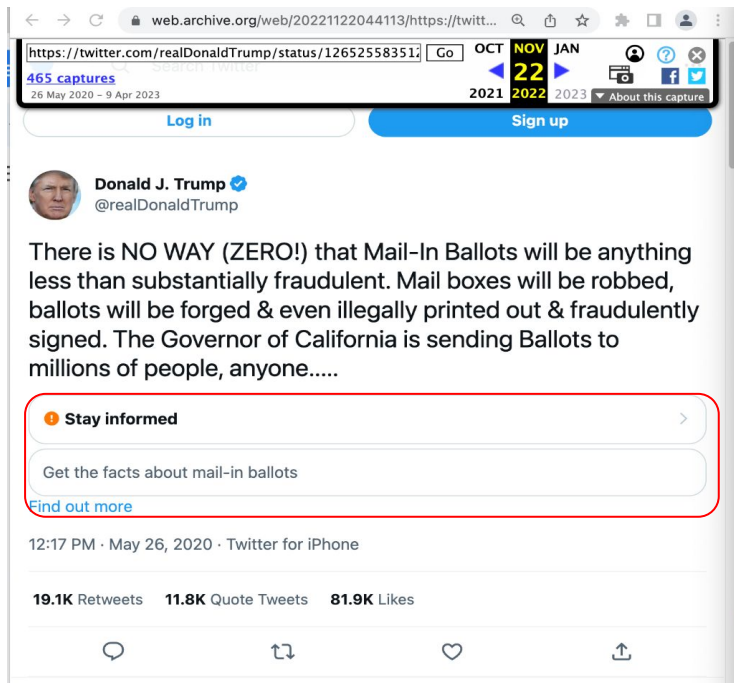 web.archive.org/web/20221122044113/https://twitt...
https://twitter.com/realDonaldTrump/status/126525583512 Go OCT NOV JAN
Search Twitter
465 captures 22
26 May 2020 – 9 Apr 2023 2021 2022 2023 ▼ About this capture
Log in Sign up
Donald J. Trump
@realDonaldTrump
There is NO WAY (ZERO!) that Mail-In Ballots will be anything
less than substantially fraudulent. Mail boxes will be robbed,
ballots will be forged & even illegally printed out & fraudulently
signed. The Governor of California is sending Ballots to
millions of people, anyone.....
Stay informed
Get the facts about mail-in ballots
Find out more
12:17 PM · May 26, 2020 · Twitter for iPhone
19.1K Retweets 11.8K Quote Tweets 81.9K Likes